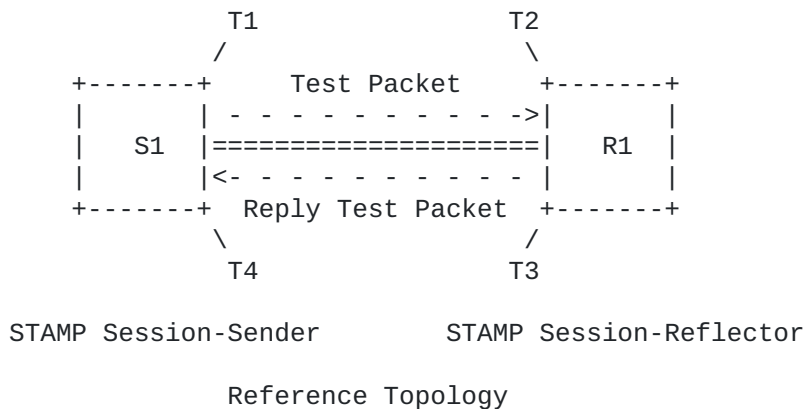 T1 T2
/ \
+-------+ Test Packet +-------+
| | - - - - - - - - - ->| |
| S1 |=====================| R1 |
| |<- - - - - - - - - - | |
+-------+ Reply Test Packet +-------+
\ /
T4 T3
STAMP Session-Sender STAMP Session-Reflector
Reference Topology